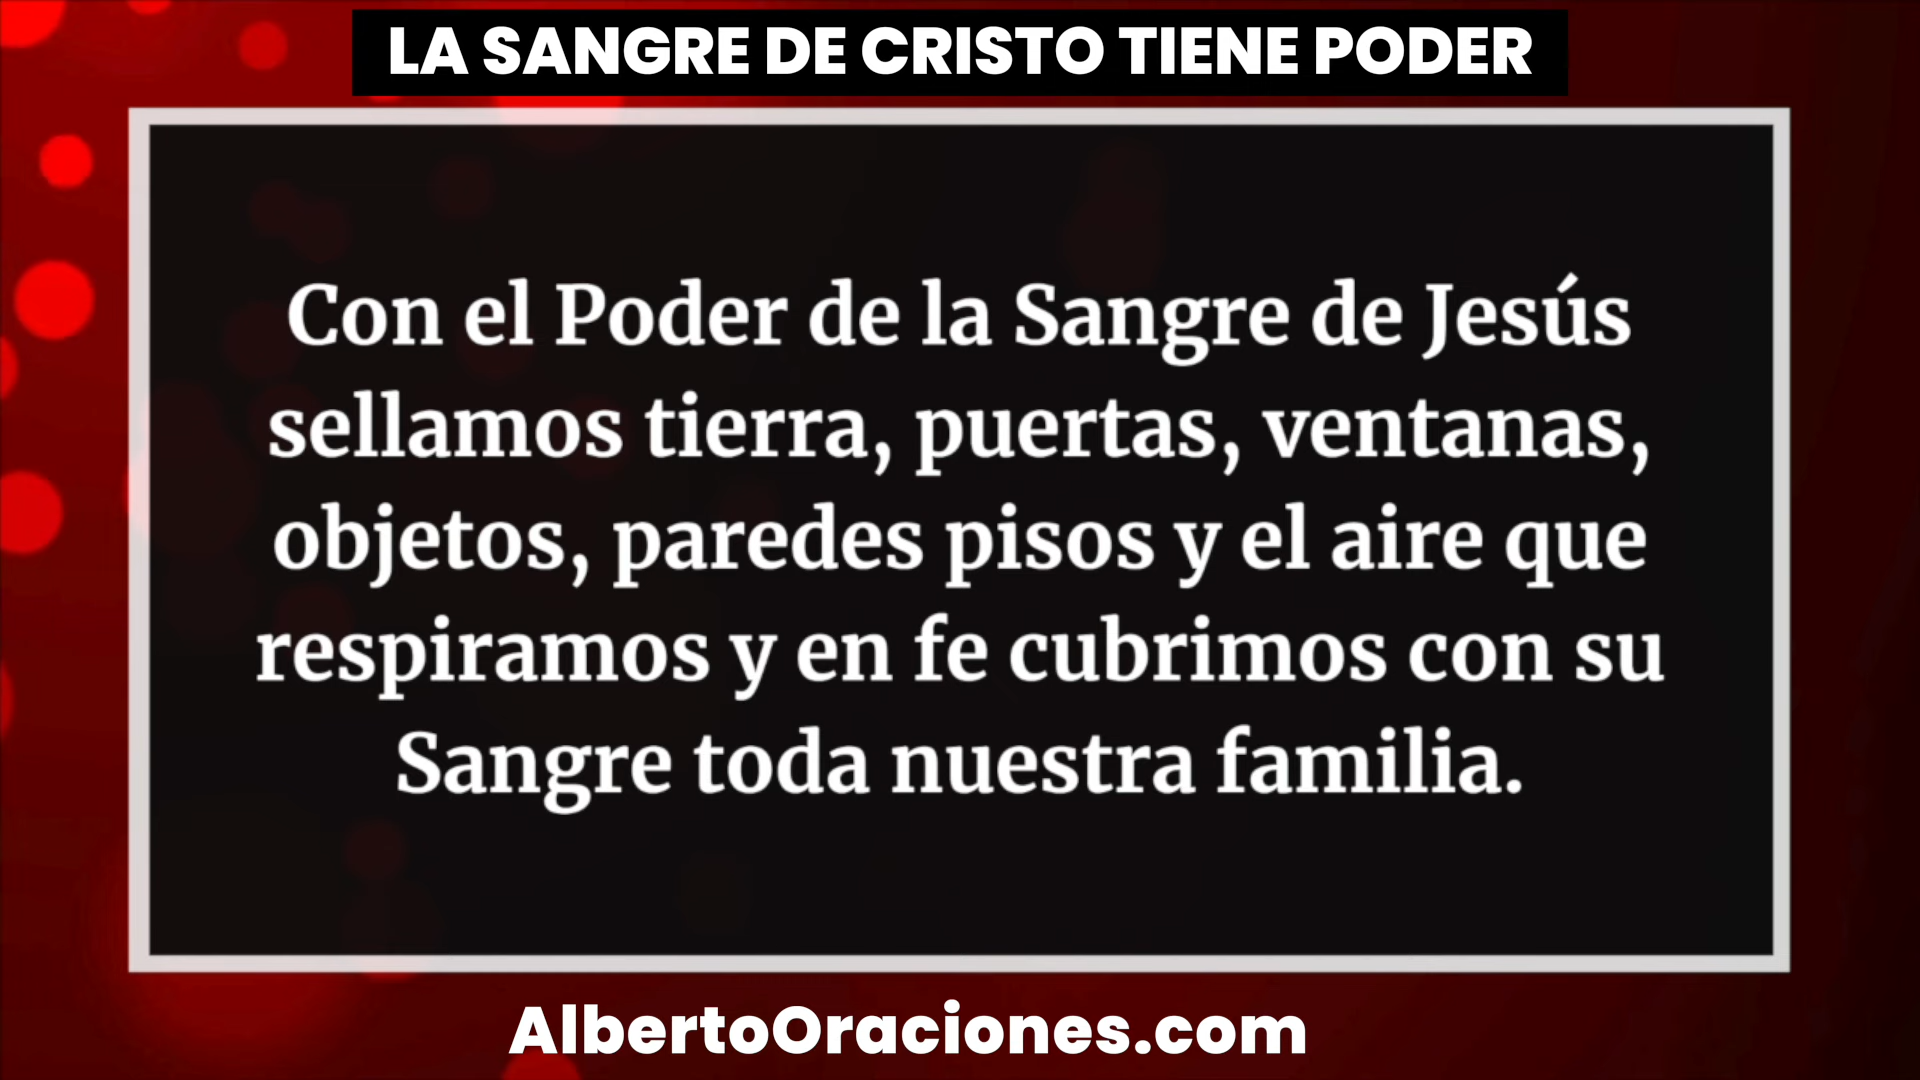 LA SANGRE DE CRISTO TIENE PODER
Con el Poder de la Sangre de Jesús
sellamos tierra, puertas, ventanas,
objetos, paredes pisos y el aire que
respiramos y en fe cubrimos con su
Sangre toda nuestra familia.
AlbertoOraciones.com